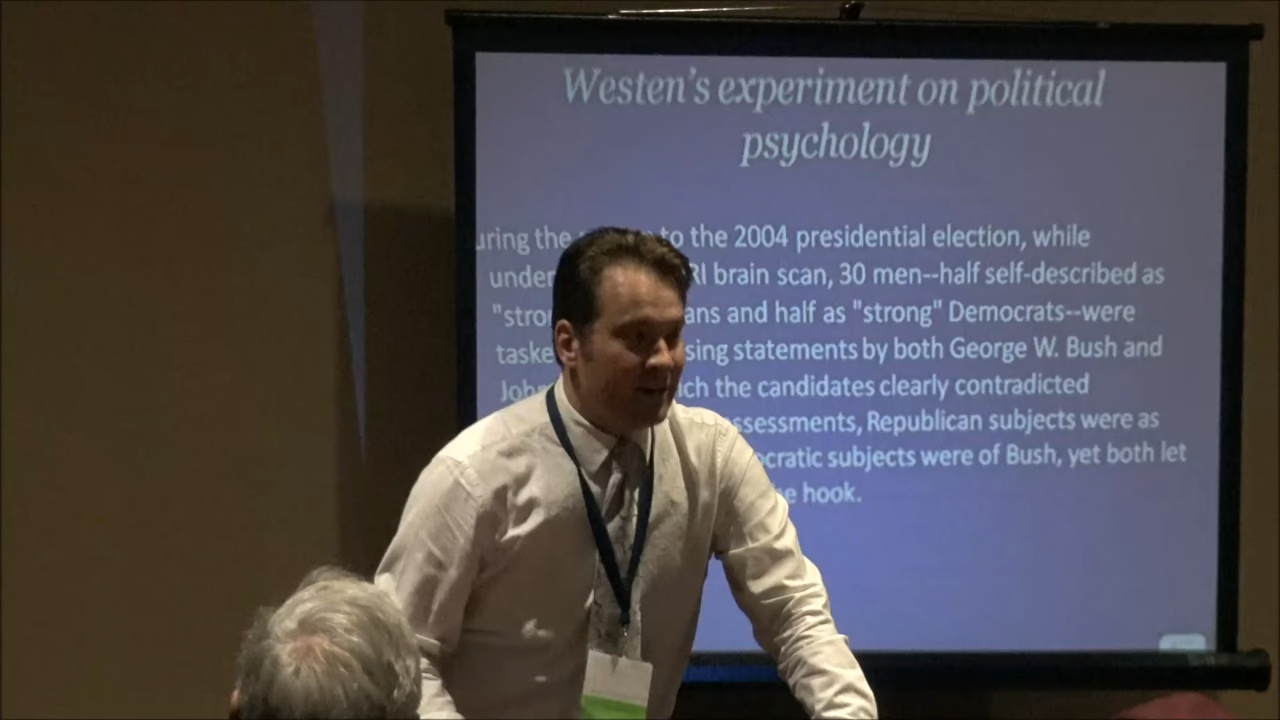 Westen's experiment on political
psychology
uring the to the 2004 presidential election, while
under RI brain scan, 30 men--half self-described as
"stron ans and half as "strong" Democrats--were
taske sing statements by both George W. Bush and
John ich the candidates clearly contradicted
ssessments, Republican subjects were as
ocratic subjects were of Bush, yet both let
he hook.